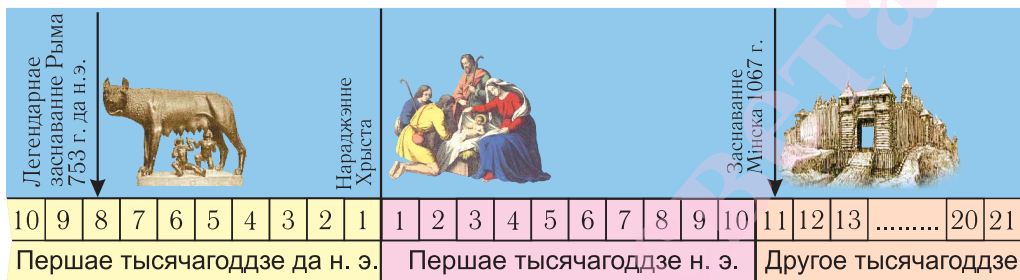 Легендарнае
заснаванне Рыма
753 г. да н.э.
Нараджэнне
Хрыста
Заснаванне
Мінска 1067 г.
10 9 8 7 6 5 4 3 2 1 1 2 3 4 5 6 7 8 9 10 11 12 13 ......... 20 21
Першае тысячагоддзе да н. э. Першае тысячагоддзе н. э. Другое тысячагоддзе